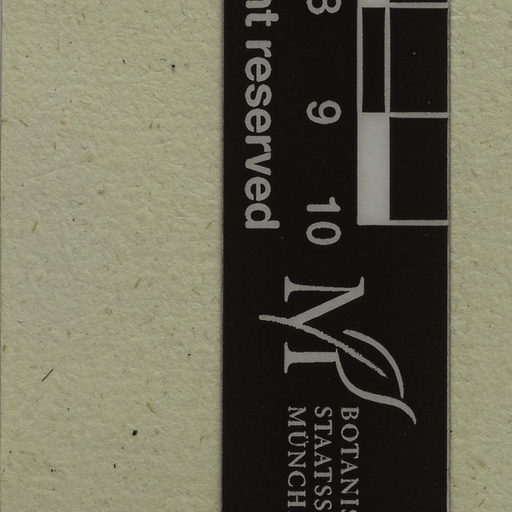 nt reserved
8 9 10
M
BOTANIS
STAATSS
MÜNCH